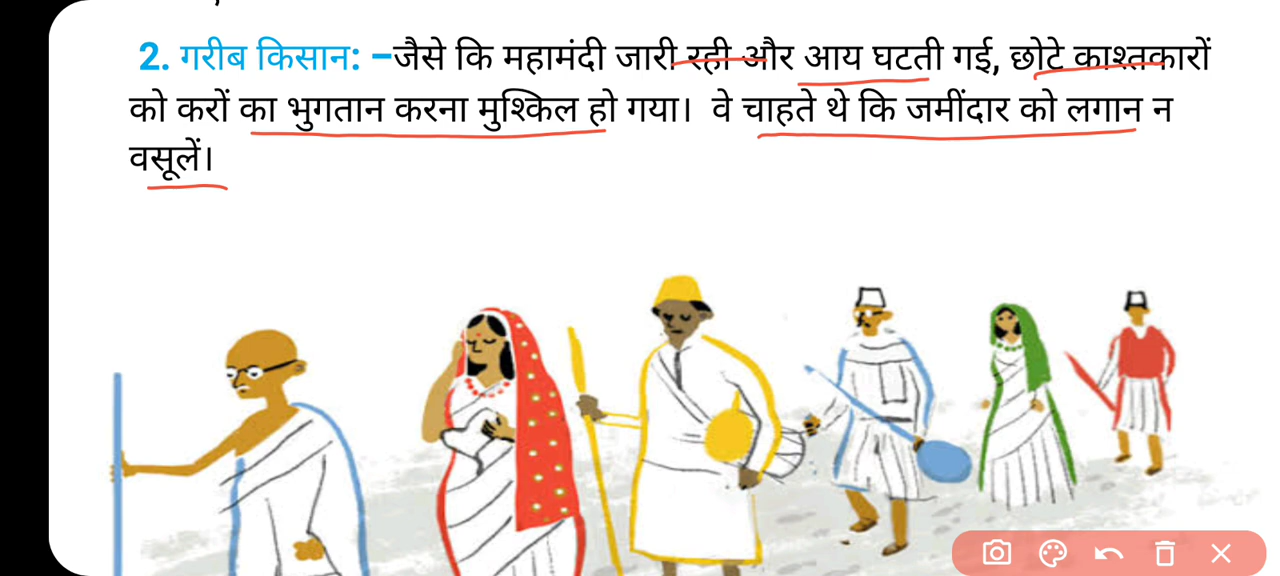 2. गरीब किसान: –जैसे कि महामंदी जारी रही और आय घटती गई, छोटे काश्तकारों
को करों का भुगतान करना मुश्किल हो गया। वे चाहते थे कि जमींदार को लगान न
वसूलें।